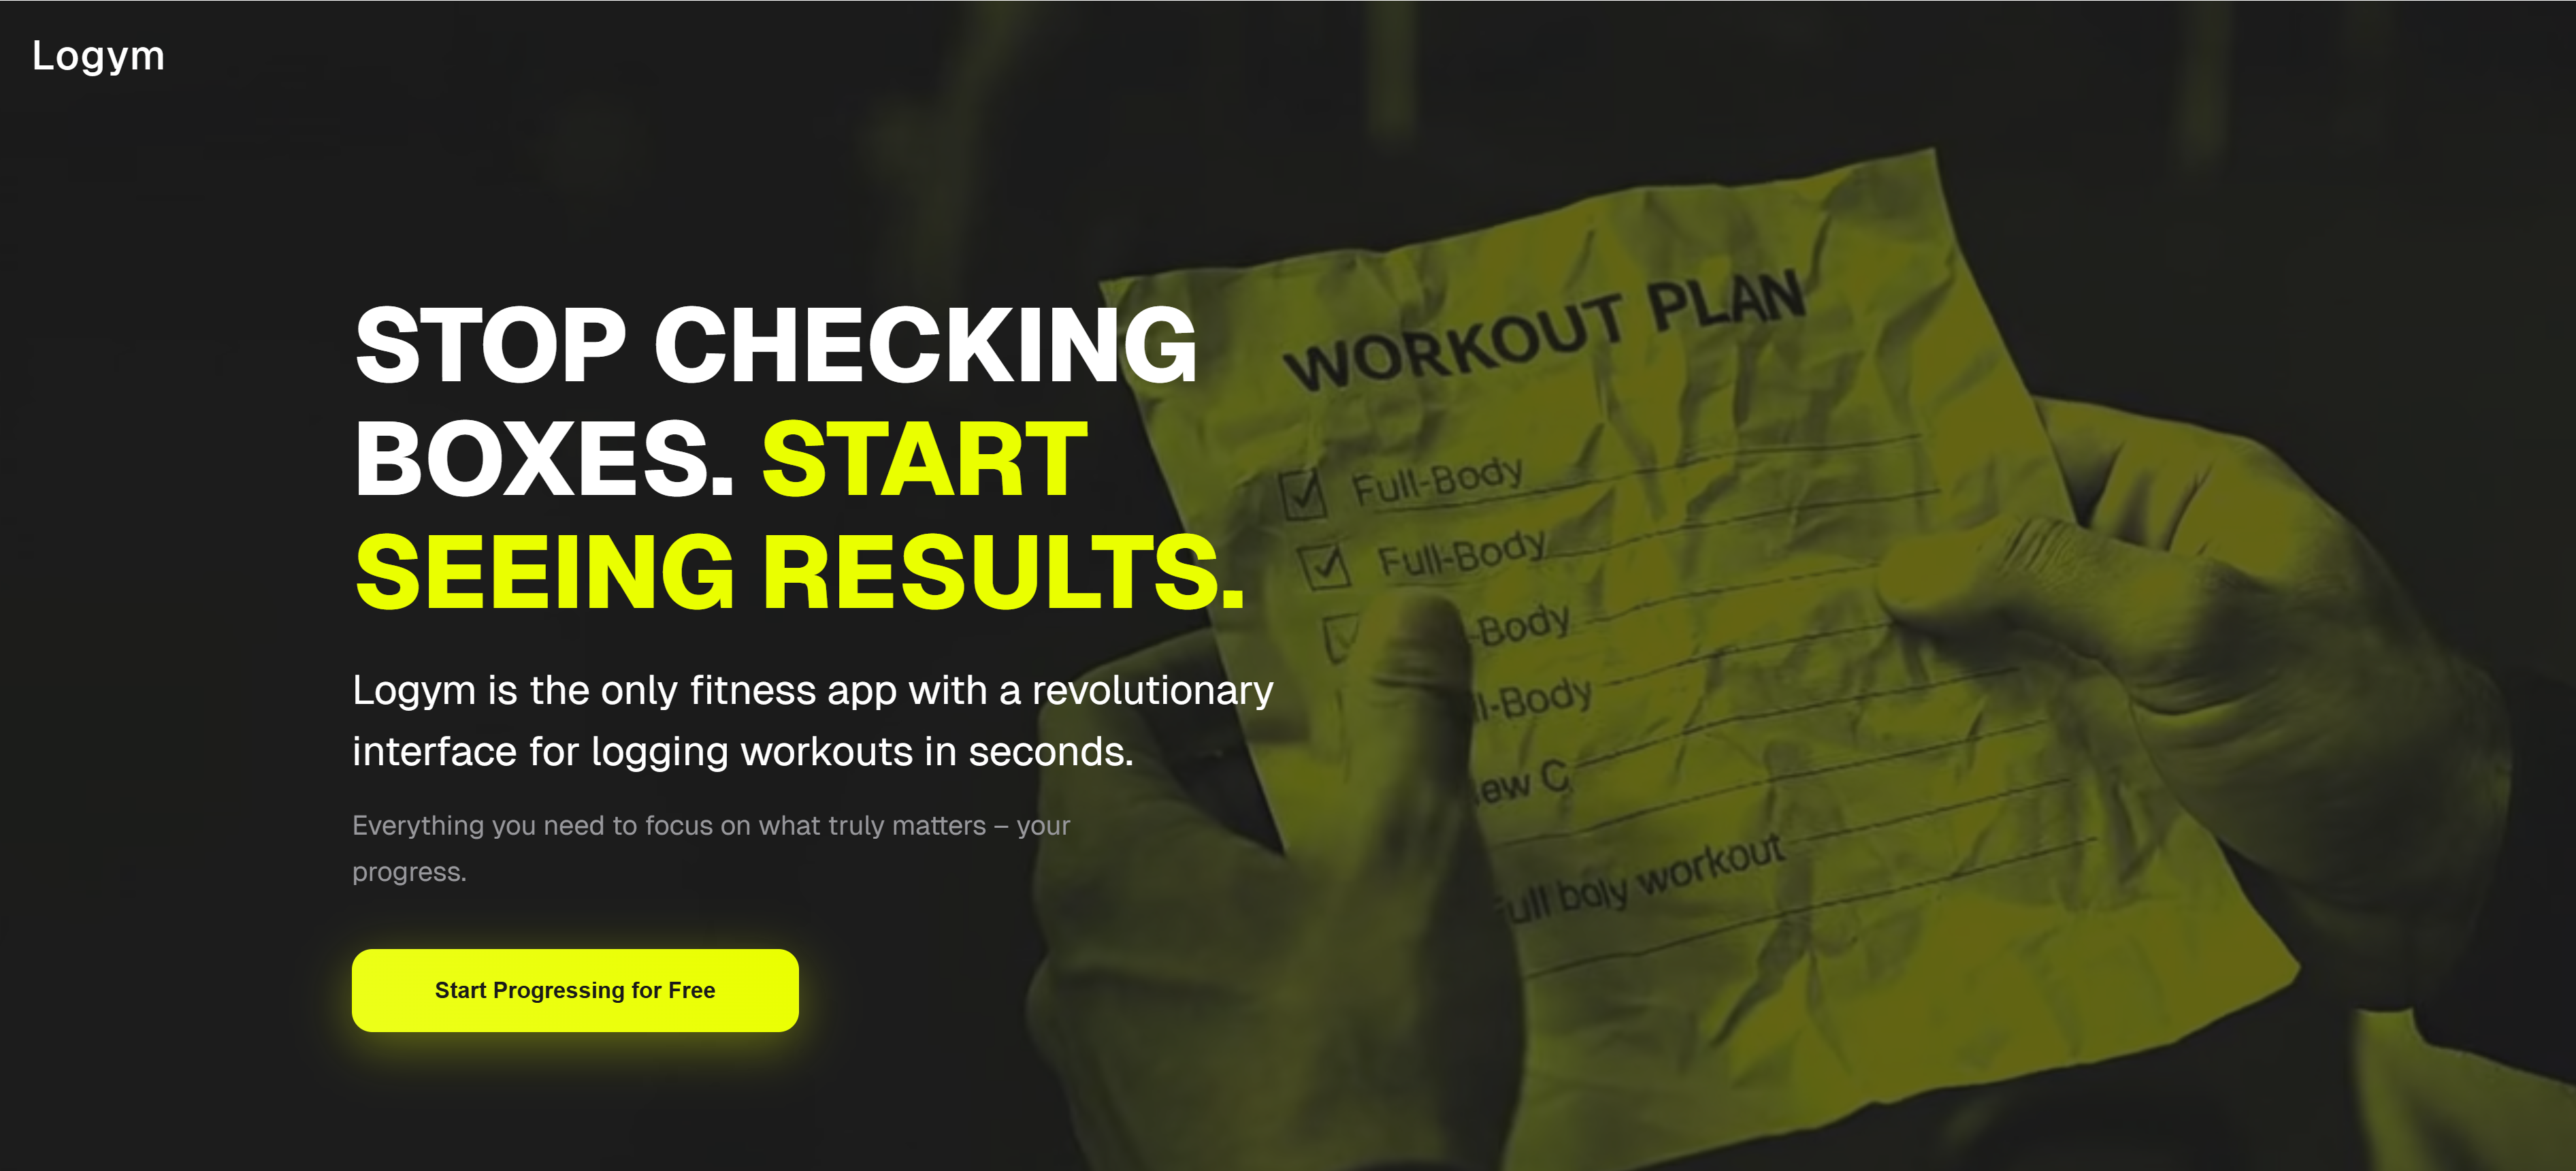 Logym
STOP CHECKING
BOXES. START
SEEING RESULTS.
Logym is the only fitness app with a revolutionary
interface for logging workouts in seconds.
Everything you need to focus on what truly matters – your
progress.
Start Progressing for Free
WORKOUT PLAN
Full-Body
Full-Body
-Body
ll-Body
ew C
ull boly workout